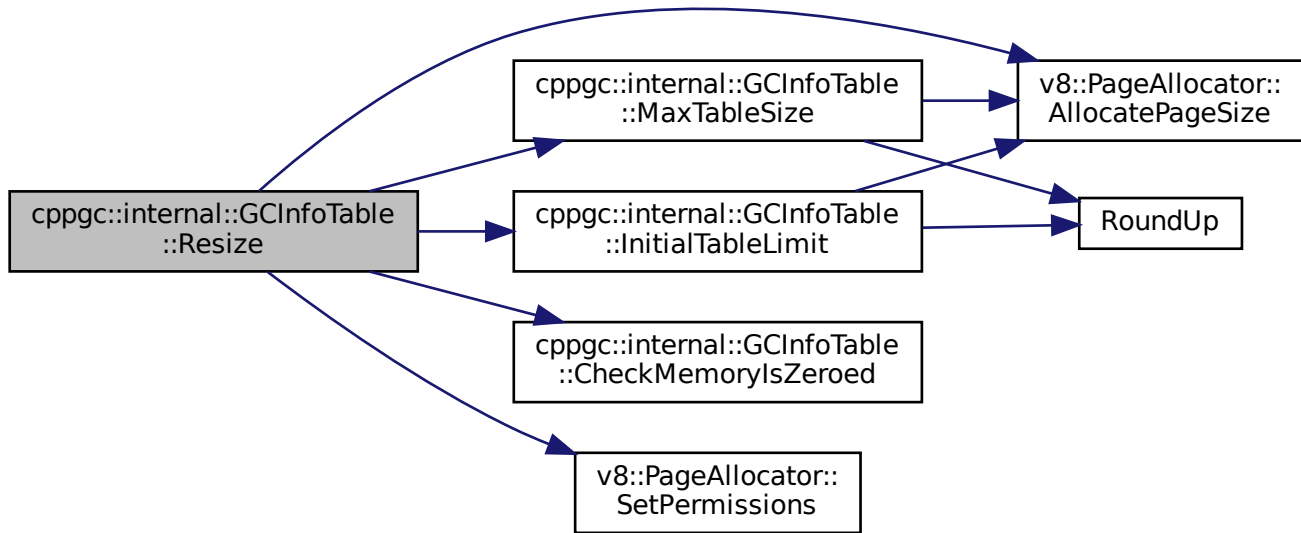 cppgc::internal::GCInfoTable
::MaxTableSize
v8::PageAllocator::
AllocatePageSize
cppgc::internal::GCInfoTable
::Resize
cppgc::internal::GCInfoTable
::InitialTableLimit
RoundUp
cppgc::internal::GCInfoTable
::CheckMemoryIsZeroed
v8::PageAllocator::
SetPermissions